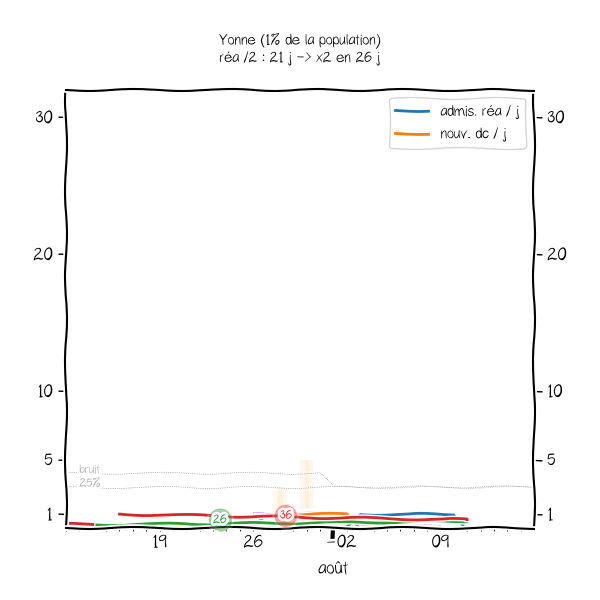 Yonne (1% de la population)
réa /2 : 21 j -> x2 en 26 j
admis. réa / j
nouv. dc / j
30
30
20
20
10
10
5
5
bruit
25%
1
1
26
36
19
26
02
09
août